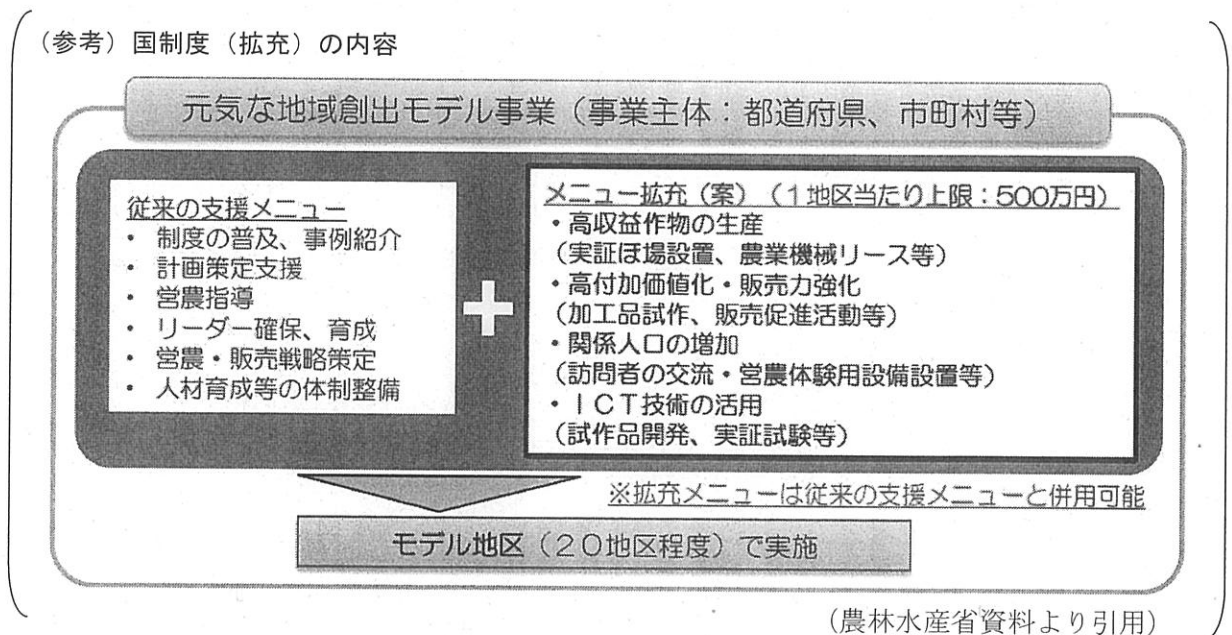 (参考)国制度(拡充)の内容
元気な地域創出モデル事業(事業主体:都道府県、市町村等)
従来の支援メニュー
・ 制度の普及、事例紹介
・ 計画策定支援
・ 営農指導
・ リーダー確保、育成
・ 営農・販売戦略策定
・ 人材育成等の体制整備
+
メニュー拡充(案)(1地区当たり上限:500万円)
・高収益作物の生産
(実証ほ場設置、農業機械リース等)
・高付加価値化・販売力強化
(加工品試作、販売促進活動等)
・関係人口の増加
(訪問者の交流・営農体験用設備設置等)
・ICT技術の活用
(試作品開発、実証試験等)
※拡充メニューは従来の支援メニューと併用可能
モデル地区(20地区程度)で実施
(農林水産省資料より引用)